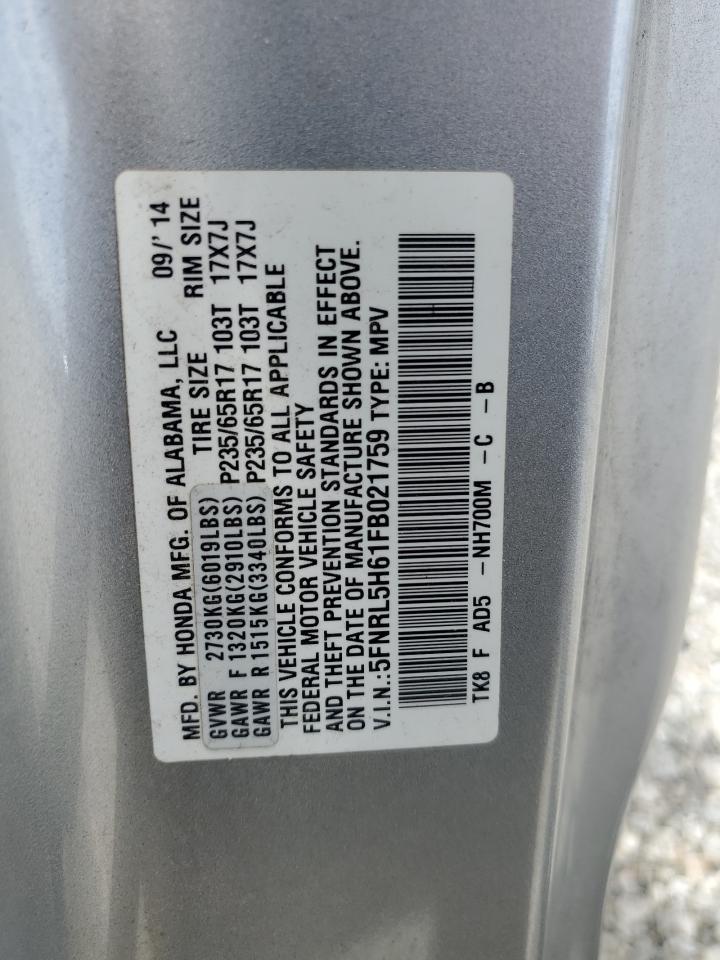 MFD. BY HONDA MFG. OF ALABAMA, LLC 09/' 14
TIRE SIZE RIM SIZE
GVWR 2730KG(6019LBS)
GAWR F 1320KG(2910LBS) P235/65R17 103T 17X7J
GAWR R 1515KG(3340LBS) P235/65R17 103T 17X7J
THIS VEHICLE CONFORMS TO ALL APPLICABLE
FEDERAL MOTOR VEHICLE SAFETY
AND THEFT PREVENTION STANDARDS IN EFFECT
ON THE DATE OF MANUFACTURE SHOWN ABOVE.
V.I.N.:5FNRL5H61FB021759 TYPE: MPV
TK8 F AD5 -NH700M -C -B